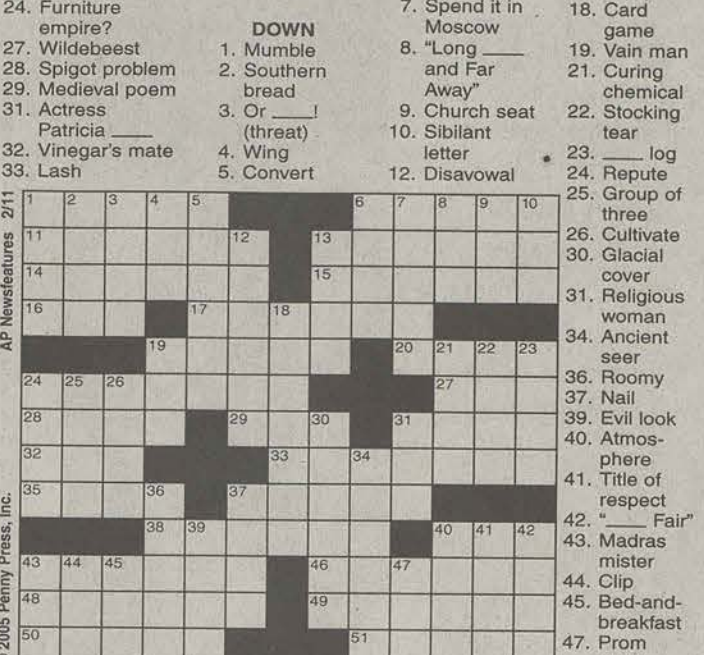 24. Furniture
empire?
27. Wildebeest
28. Spigot problem
29. Medieval poem
31. Actress
Patricia ____
32. Vinegar's mate
33. Lash
DOWN
1. Mumble
2. Southern
bread
3. Or ____!
(threat)
4. Wing
5. Convert
7. Spend it in
Moscow
8. "Long ____
and Far
Away"
9. Church seat
10. Sibilant
letter
12. Disavowal
18. Card
game
19. Vain man
21. Curing
chemical
22. Stocking
tear
23. ____ log
24. Repute
25. Group of
three
26. Cultivate
30. Glacial
cover
31. Religious
woman
34. Ancient
seer
36. Roomy
37. Nail
39. Evil look
40. Atmos-
phere
41. Title of
respect
42. "____ Fair"
43. Madras
mister
44. Clip
45. Bed-and-
breakfast
47. Prom
AP Newsfeatures 2/11
2005 Penny Press, Inc.
1 2 3 4 5 6 7 8 9 10
11 12 13
14 15
16 17 18
19 20 21 22 23
24 25 26 27
28 29 30 31
32 33 34
35 36 37
38 39 40 41 42
43 44 45 46 47
48 49
50 51